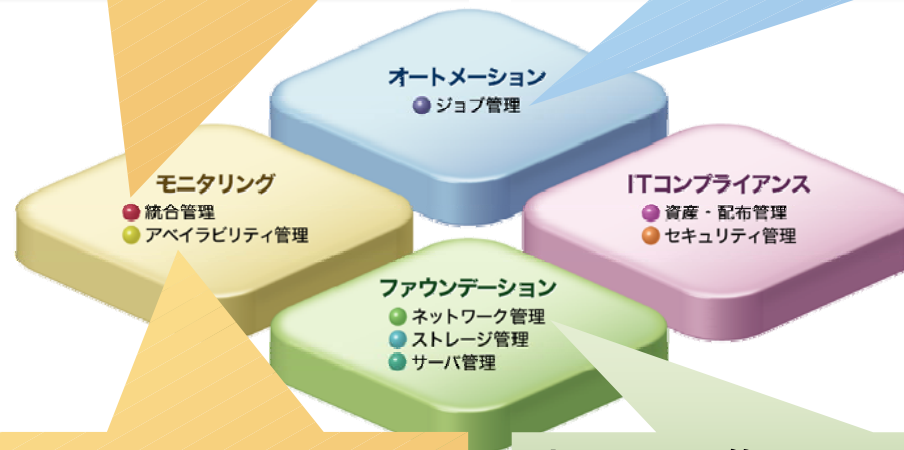 オートメーション
ジョブ管理
モニタリング
統合管理
アベイラビリティ管理
ITコンプライアンス
資産・配布管理
セキュリティ管理
ファウンデーション
ネットワーク管理
ストレージ管理
サーバ管理